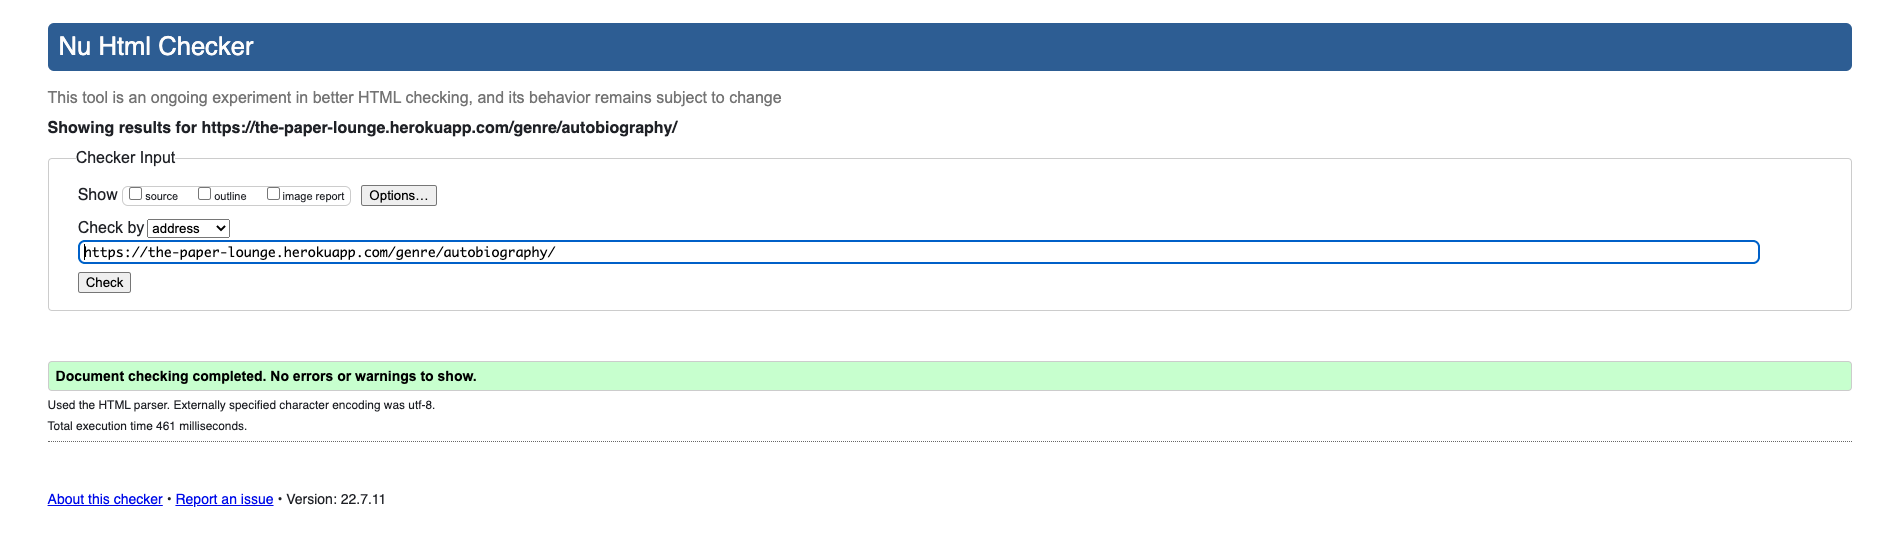 Nu Html Checker
This tool is an ongoing experiment in better HTML checking, and its behavior remains subject to change
Showing results for https://the-paper-lounge.herokuapp.com/genre/autobiography/
Checker Input
Show source outline image report Options...
Check by address
https://the-paper-lounge.herokuapp.com/genre/autobiography/
Check
Document checking completed. No errors or warnings to show.
Used the HTML parser. Externally specified character encoding was utf-8.
Total execution time 461 milliseconds.
About this checker • Report an issue • Version: 22.7.11